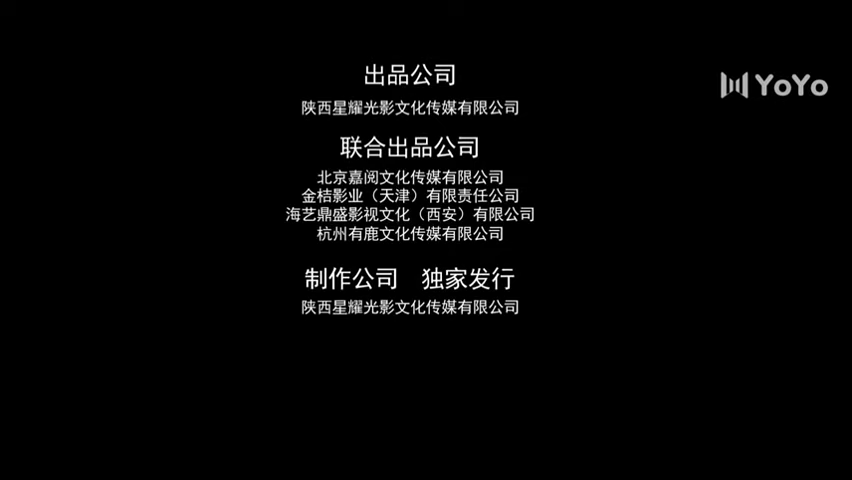 出品公司
YoYo
陕西星耀光影文化传媒有限公司
联合出品公司
北京嘉阅文化传媒有限公司
金桔影业（天津）有限责任公司
海艺鼎盛影视文化（西安）有限公司
杭州有鹿文化传媒有限公司
制作公司 独家发行
陕西星耀光影文化传媒有限公司